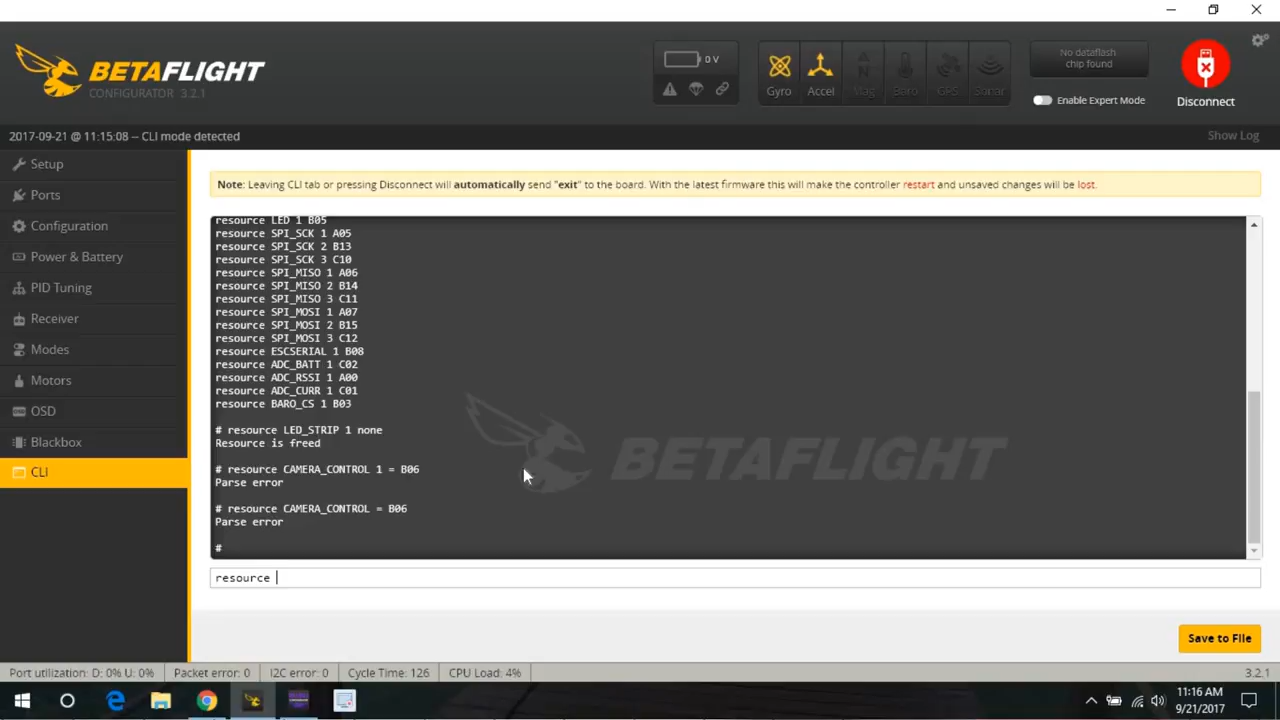 BETAFLIGHT
CONFIGURATOR 3.2.1
0 V
Gyro
Accel
Mag
Baro
GPS
Sonar
No dataflash
chip found
Enable Expert Mode
Disconnect
2017-09-21 @ 11:15:08 -- CLI mode detected
Show Log
Setup
Ports
Configuration
Power & Battery
PID Tuning
Receiver
Modes
Motors
OSD
Blackbox
CLI
Note: Leaving CLI tab or pressing Disconnect will automatically send "exit" to the board. With the latest firmware this will make the controller restart and unsaved changes will be lost.
resource LED 1 B05
resource SPI_SCK 1 A05
resource SPI_SCK 2 B13
resource SPI_SCK 3 C10
resource SPI_MISO 1 A06
resource SPI_MISO 2 B14
resource SPI_MISO 3 C11
resource SPI_MOSI 1 A07
resource SPI_MOSI 2 B15
resource SPI_MOSI 3 C12
resource ESCSERIAL 1 B08
resource ADC_BATT 1 C02
resource ADC_RSSI 1 A00
resource ADC_CURR 1 C01
resource BARO_CS 1 B03
# resource LED_STRIP 1 none
Resource is freed
# resource CAMERA_CONTROL 1 = B06
Parse error
# resource CAMERA_CONTROL = B06
Parse error
#
BETAFLIGHT
resource
Save to File
Port utilization: D: 0% U: 0%
Packet error: 0
I2C error: 0
Cycle Time: 126
CPU Load: 4%
3.2.1
11:16 AM
9/21/2017